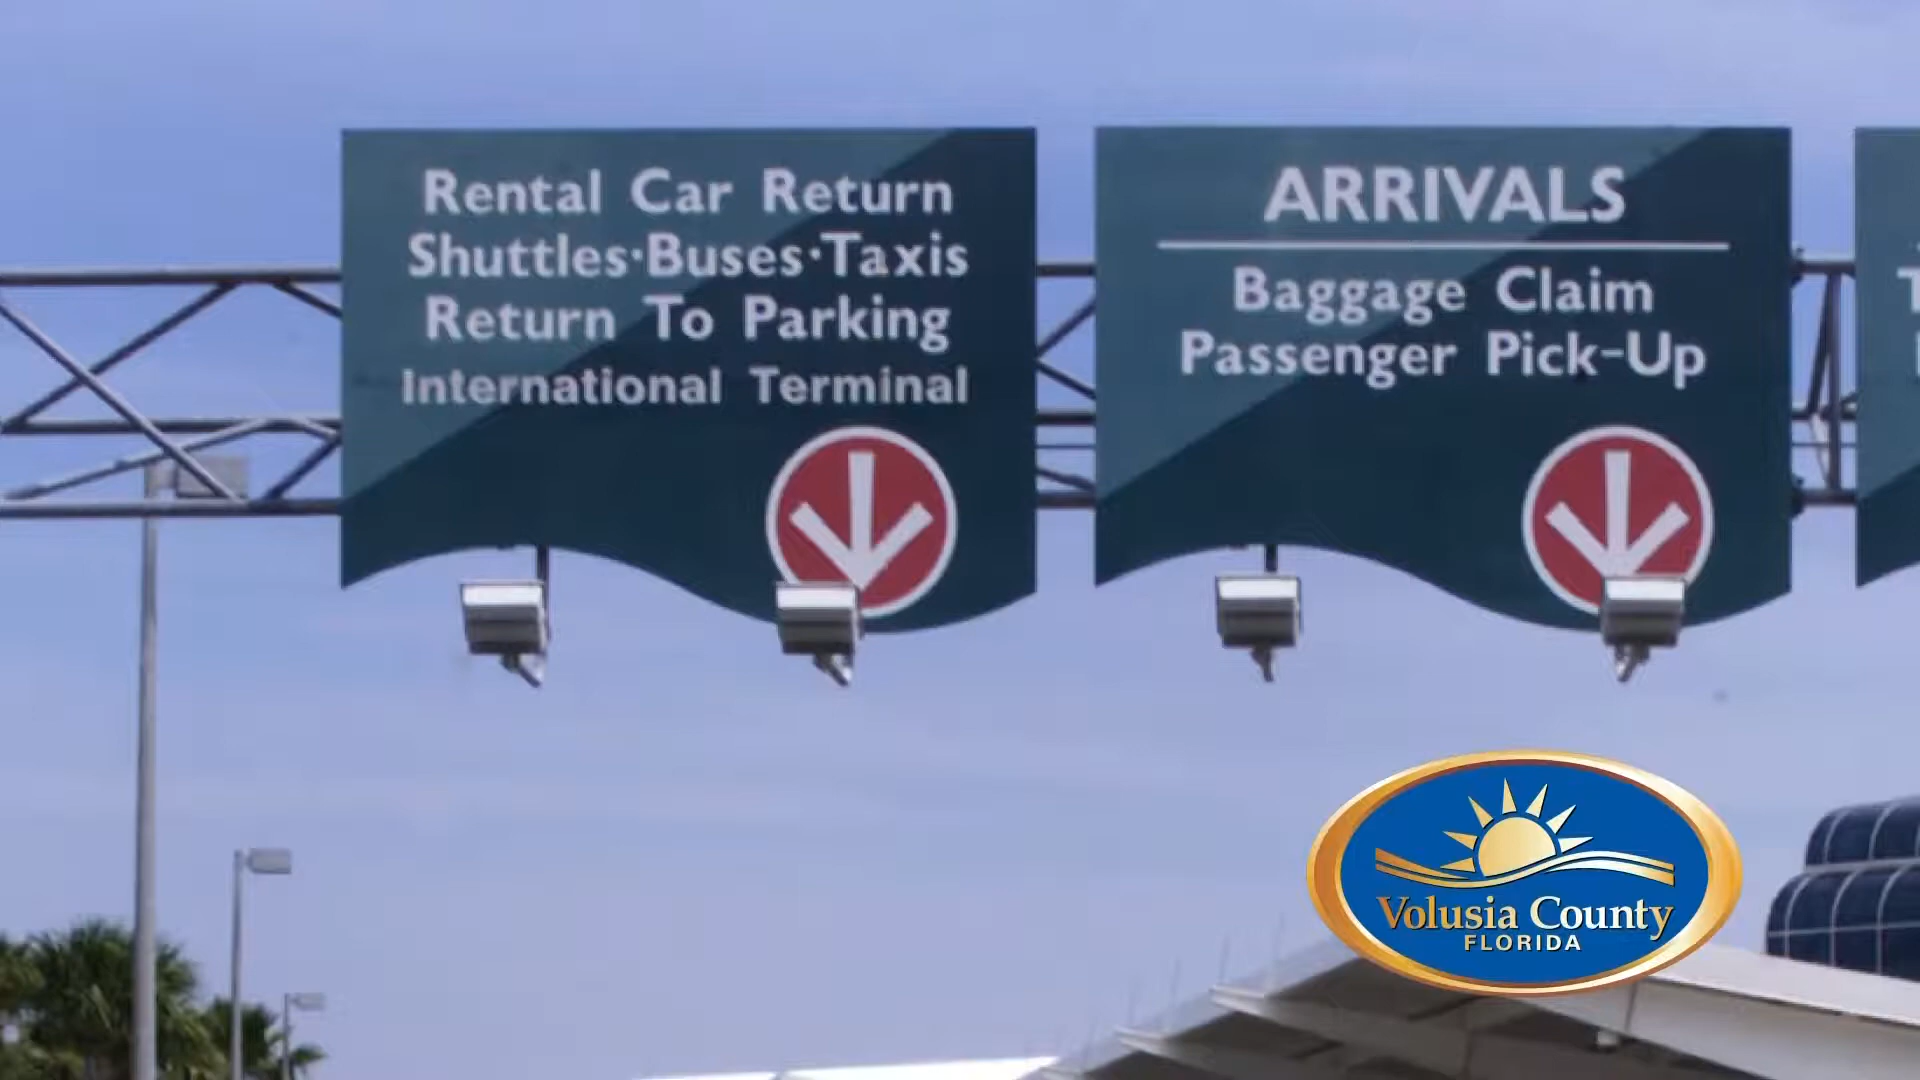 Rental Car Return
Shuttles·Buses·Taxis
Return To Parking
International Terminal
ARRIVALS
Baggage Claim
Passenger Pick-Up
Volusia County
FLORIDA